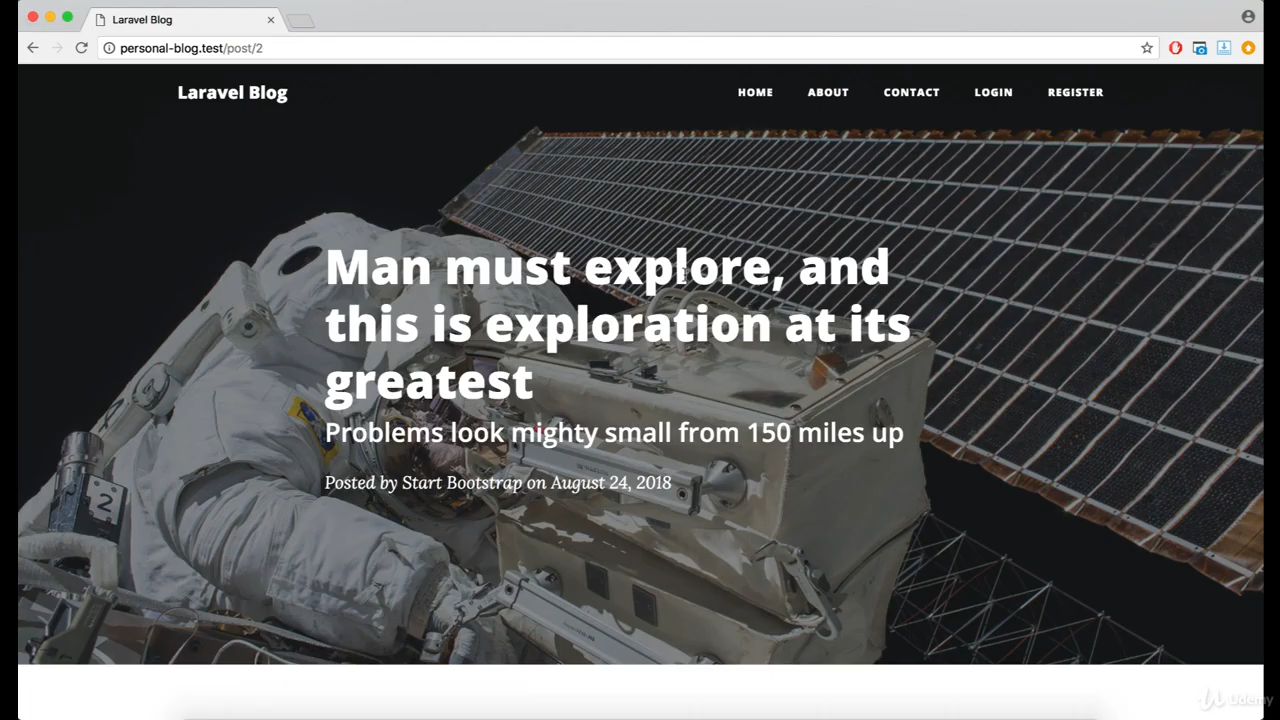 Laravel Blog
personal-blog.test/post/2
Laravel Blog
HOME ABOUT CONTACT LOGIN REGISTER
Man must explore, and
this is exploration at its
greatest
Problems look mighty small from 150 miles up
Posted by Start Bootstrap on August 24, 2018
2
Udemy